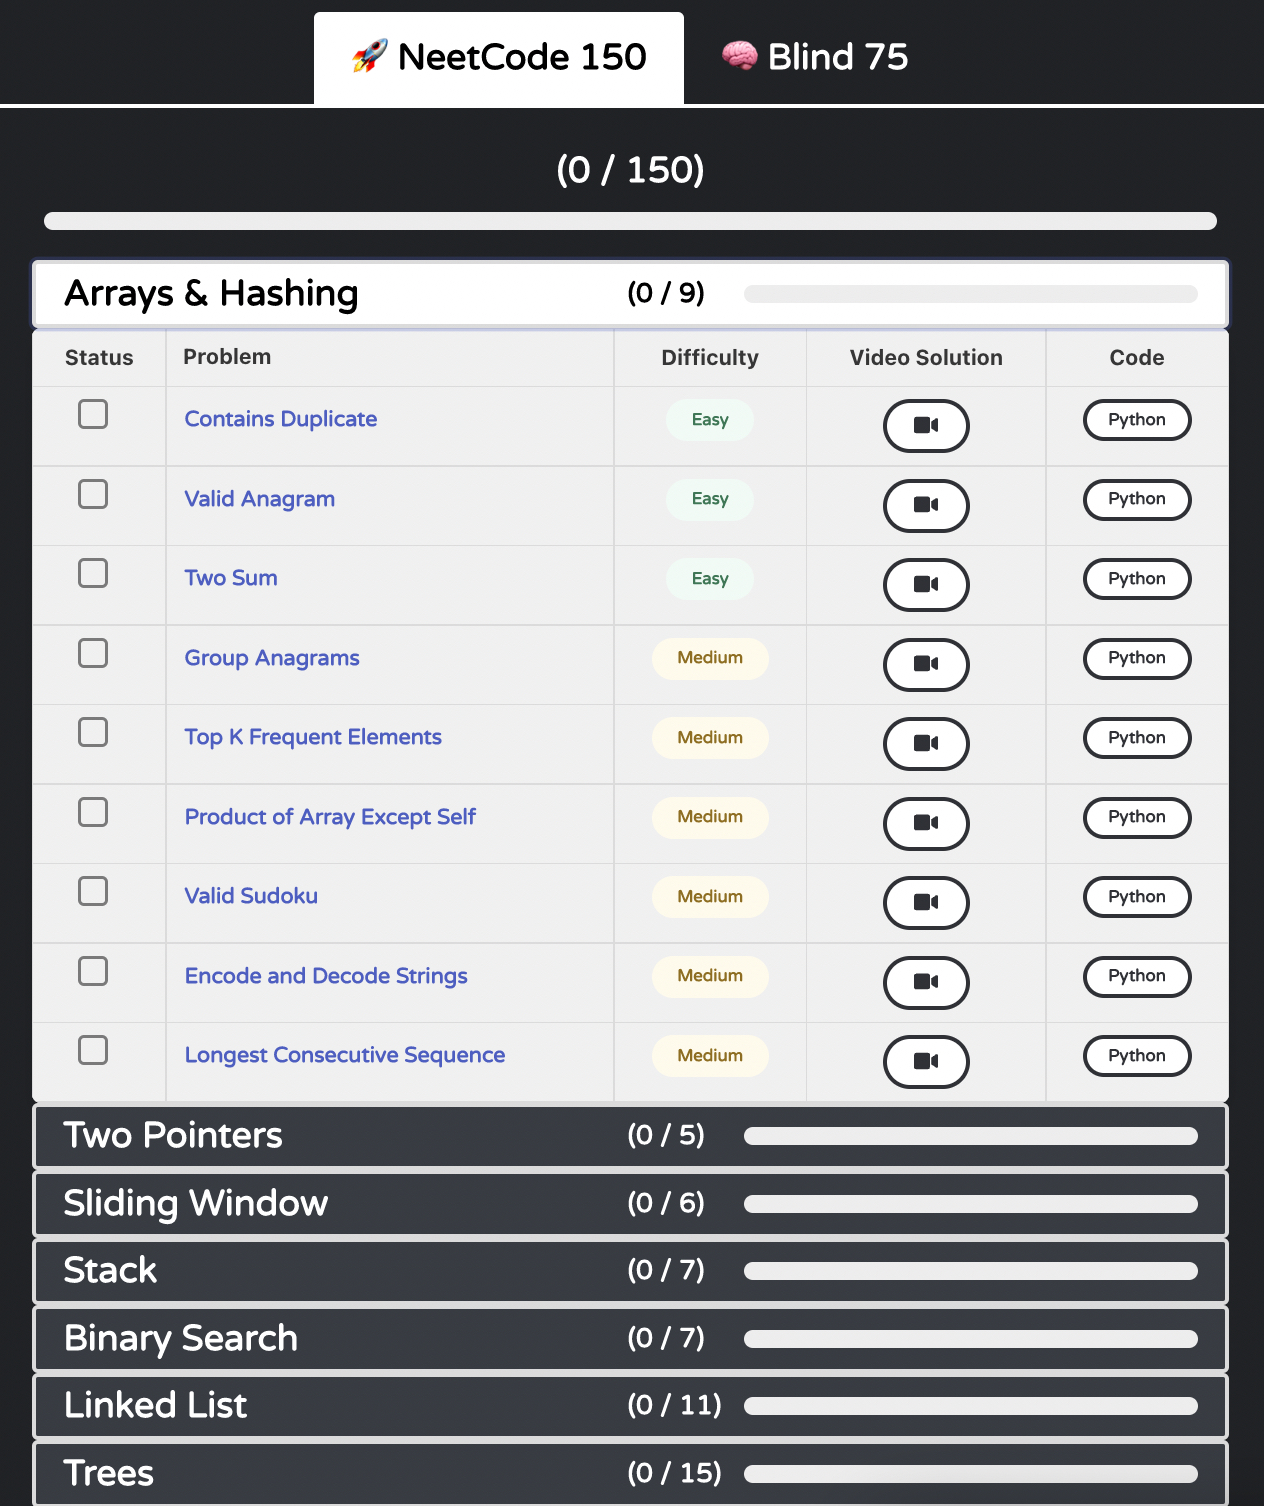 🚀 NeetCode 150 🧠 Blind 75
(0 / 150)
Arrays & Hashing (0 / 9)
Status Problem Difficulty Video Solution Code
Contains Duplicate Easy Python
Valid Anagram Easy Python
Two Sum Easy Python
Group Anagrams Medium Python
Top K Frequent Elements Medium Python
Product of Array Except Self Medium Python
Valid Sudoku Medium Python
Encode and Decode Strings Medium Python
Longest Consecutive Sequence Medium Python
Two Pointers (0 / 5)
Sliding Window (0 / 6)
Stack (0 / 7)
Binary Search (0 / 7)
Linked List (0 / 11)
Trees (0 / 15)